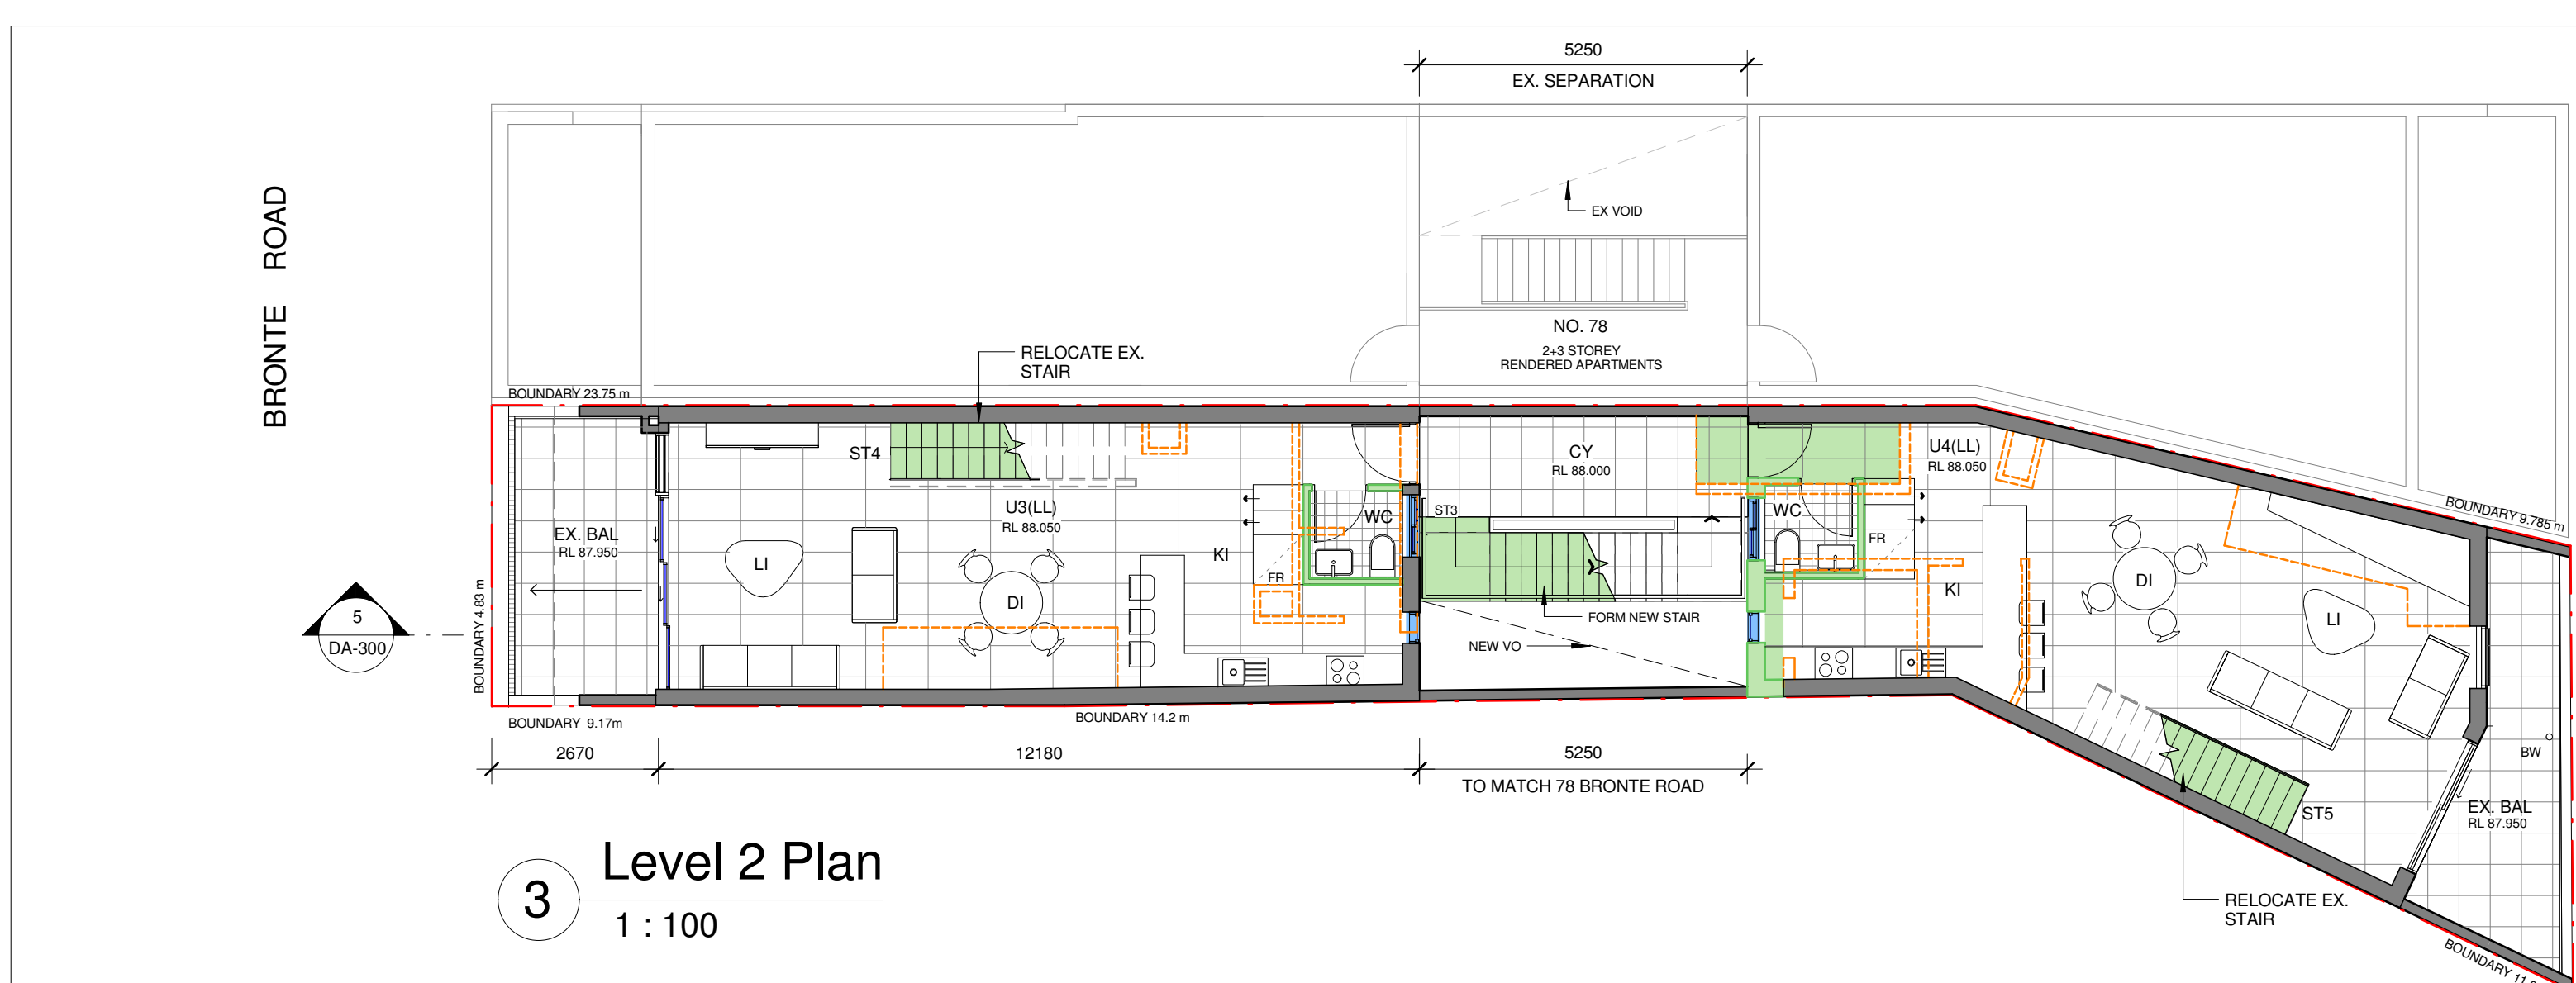 5250
EX. SEPARATION
BRONTE ROAD
EX VOID
NO. 78
2+3 STOREY
RENDERED APARTMENTS
RELOCATE EX.
STAIR
BOUNDARY 23.75 m
ST4
U3(LL)
RL 88.050
EX. BAL
RL 87.950
LI
DI
KI
FR
WC
CY
RL 88.000
ST3
FORM NEW STAIR
NEW VO
WC
FR
U4(LL)
RL 88.050
KI
DI
LI
BOUNDARY 9.785 m
BW
EX. BAL
RL 87.950
ST5
5
DA-300
BOUNDARY 4.83 m
BOUNDARY 9.17m
BOUNDARY 14.2 m
2670
12180
5250
TO MATCH 78 BRONTE ROAD
RELOCATE EX.
STAIR
BOUNDARY
3
Level 2 Plan
1 : 100